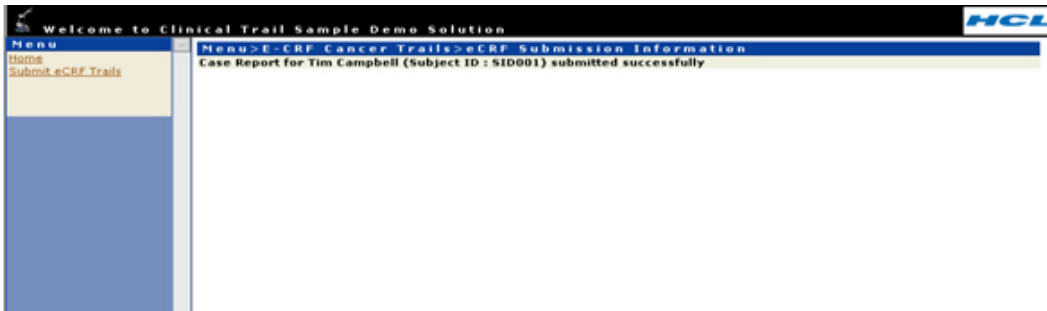 Welcome to Clinical Trail Sample Demo Solution
HCL
Menu
Home
Submit eCRF Trails
Menu>E-CRF Cancer Trails>eCRF Submission Information
Case Report for Tim Campbell (Subject ID : SID001) submitted successfully